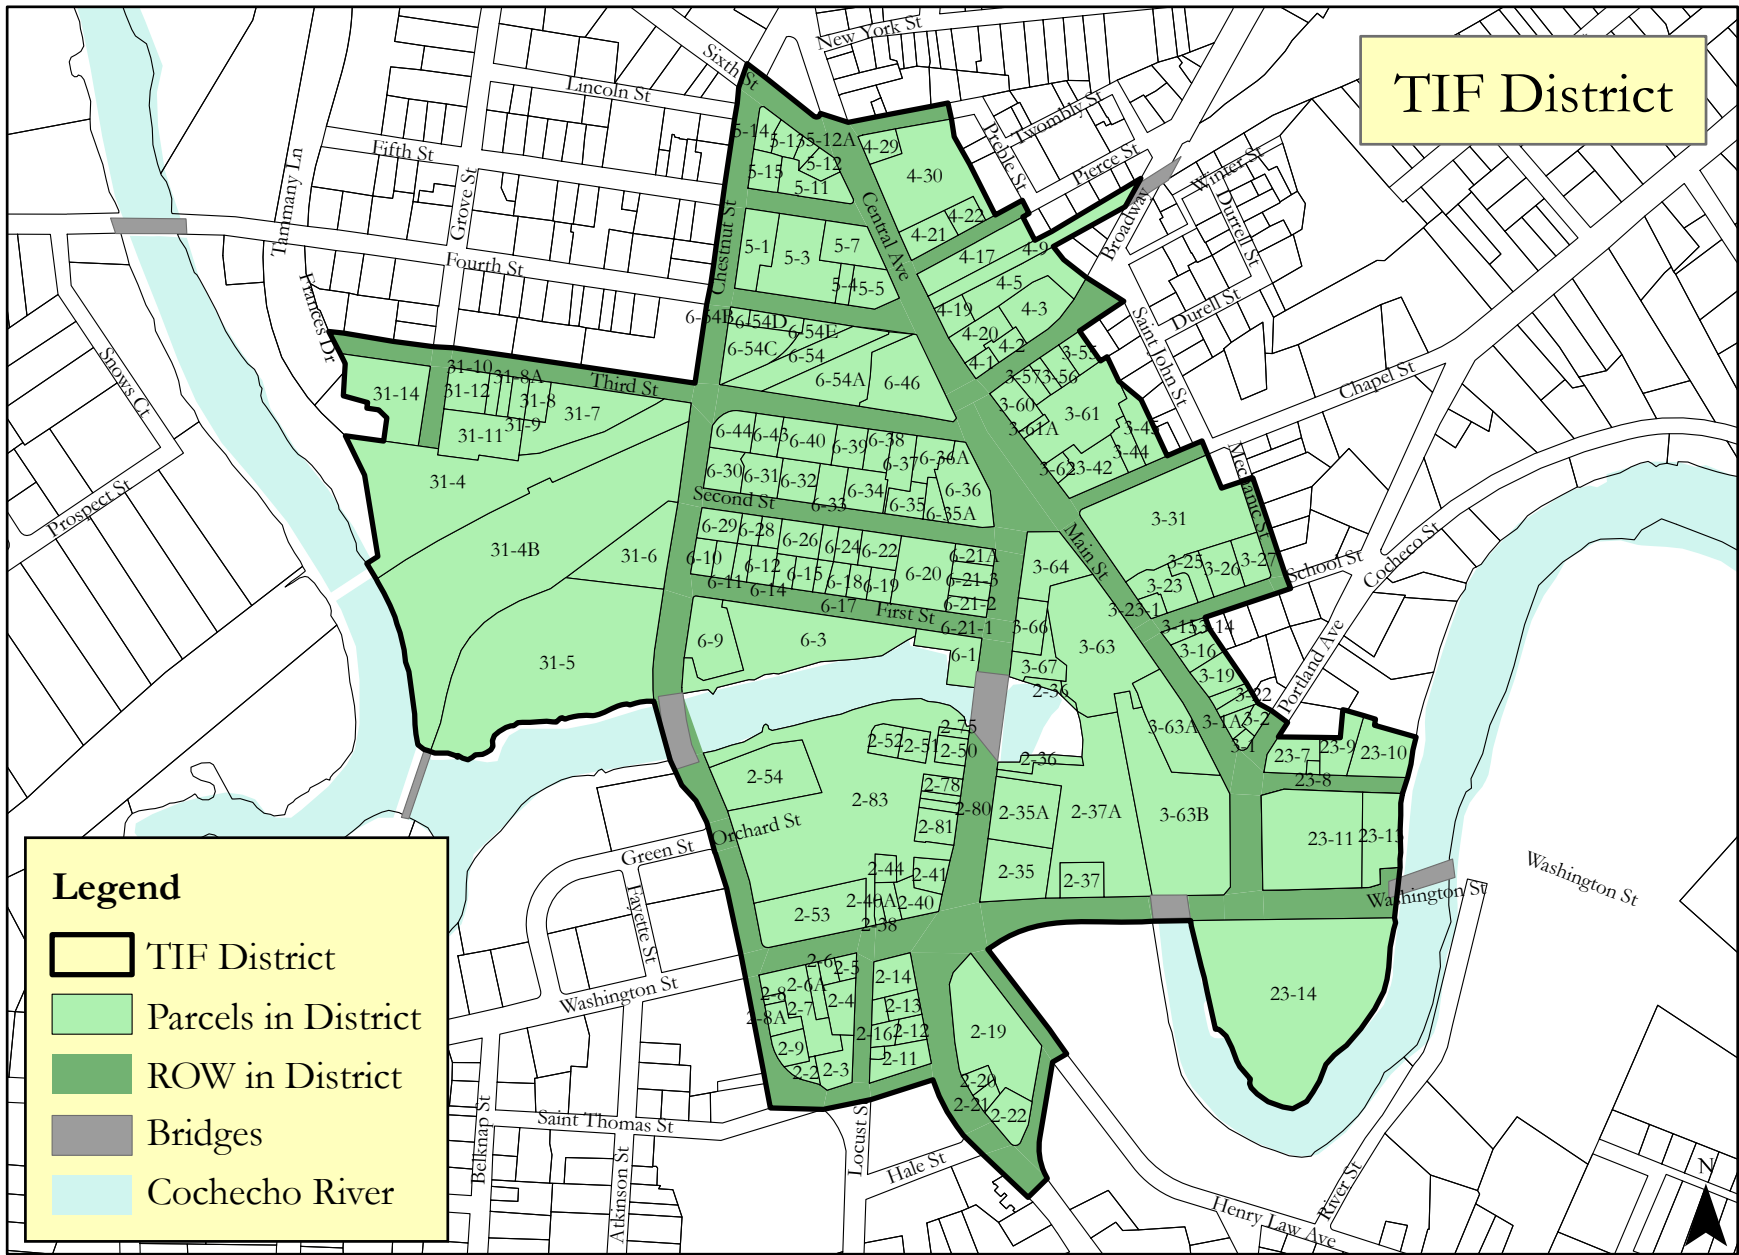 TIF District
New York St
Sixth St
Lincoln St
Twombly St
Preble St
Pierce St
Winter St
Durrell St
Broadway
Durell St
Saint John St
Chapel St
Mechanic St
School St
Cocheco St
Portland Ave
Fifth St
Grove St
Tammany Ln
Fourth St
Frances Dr
Snows Ct
Prospect St
Chestnut St
Central Ave
Third St
Second St
First St
Main St
Orchard St
Green St
Fayette St
Washington St
Washington St
Washington St
Saint Thomas St
Belknap St
Atkinson St
Locust St
Hale St
Henry Law Ave
River St
5-14
5-13
5-12A
5-12
5-15
5-11
4-29
4-30
4-22
4-21
4-17
4-9
5-1
5-3
5-7
5-4
5-5
4-5
4-19
4-3
4-20
4-2
4-1
6-54B
6-54D
6-54E
6-54C
6-54
6-54A
6-46
3-55
3-57
3-56
3-60
3-61
3-61A
3-45
3-44
3-62
3-42
31-10
31-8A
31-14
31-12
31-8
31-7
31-9
31-11
31-4
31-4B
31-6
31-5
6-44
6-43
6-40
6-39
6-38
6-37
6-36A
6-30
6-31
6-32
6-34
6-36
6-33
6-35
6-35A
6-29
6-28
6-26
6-24
6-22
6-21A
6-10
6-12
6-15
6-18
6-19
6-20
6-21-3
6-11
6-14
6-17
6-21-2
6-21-1
6-9
6-3
6-1
3-31
3-25
3-27
3-26
3-23
3-23-1
3-64
3-66
3-67
3-63
3-15
3-14
3-16
3-19
3-22
3-1A
3-2
3-1
3-63A
3-63B
2-36
2-36
2-75
2-52
2-51
2-50
2-54
2-78
2-83
2-80
2-81
2-35A
2-37A
2-35
2-37
2-44
2-41
2-40A
2-40
2-53
2-38
23-7
23-9
23-10
23-8
23-11
23-13
23-14
2-6
2-5
2-6A
2-8
2-7
2-4
2-8A
2-9
2-2
2-3
2-14
2-13
2-16
2-12
2-11
2-19
2-20
2-21
2-22
Legend
TIF District
Parcels in District
ROW in District
Bridges
Cochecho River
N